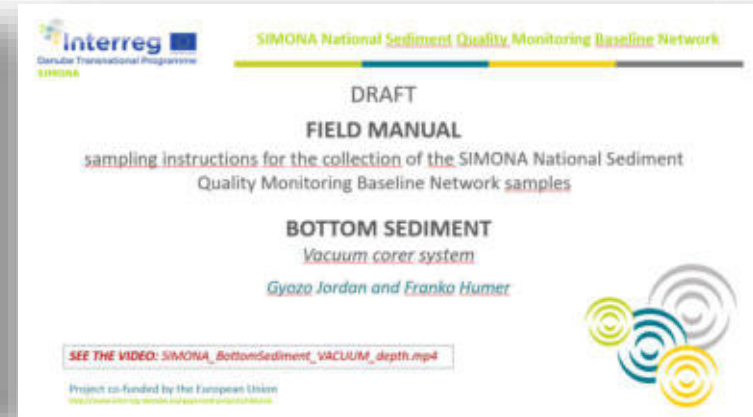 Interreg
Danube Transnational Programme
SIMONA
SIMONA National Sediment Quality Monitoring Baseline Network
DRAFT
FIELD MANUAL
sampling instructions for the collection of the SIMONA National Sediment
Quality Monitoring Baseline Network samples
BOTTOM SEDIMENT
Vacuum corer system
Gyozo Jordan and Franko Humer
SEE THE VIDEO: SIMONA_BottomSediment_VACUUM_depth.mp4
Project co-funded by the European Union